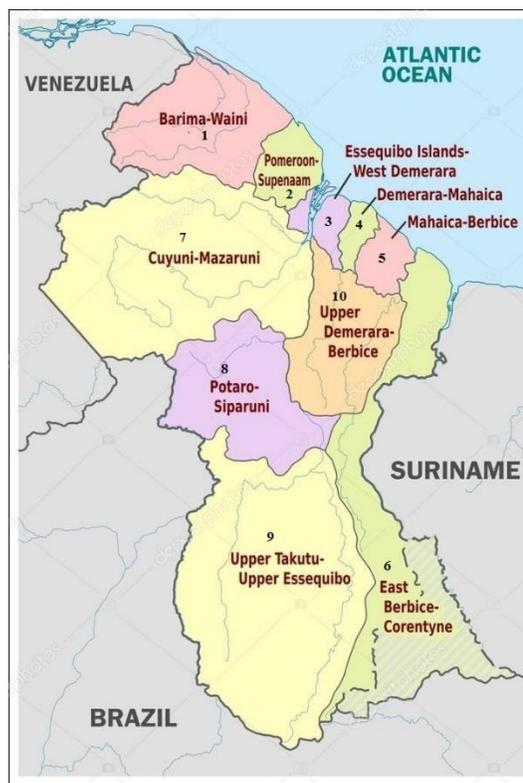 ATLANTIC
OCEAN
VENEZUELA
Barima-Waini
1
Pomeroon-
Supenaam
2
Essequibo Islands-
West Demerara
3
Demerara-Mahaica
4
Mahaica-Berbice
5
7
Cuyuni-Mazaruni
10
Upper
Demerara-
Berbice
8
Potaro-
Siparuni
SURINAME
9
Upper Takutu-
Upper Essequibo
6
East
Berbice-
Corentyne
BRAZIL
depositphotos